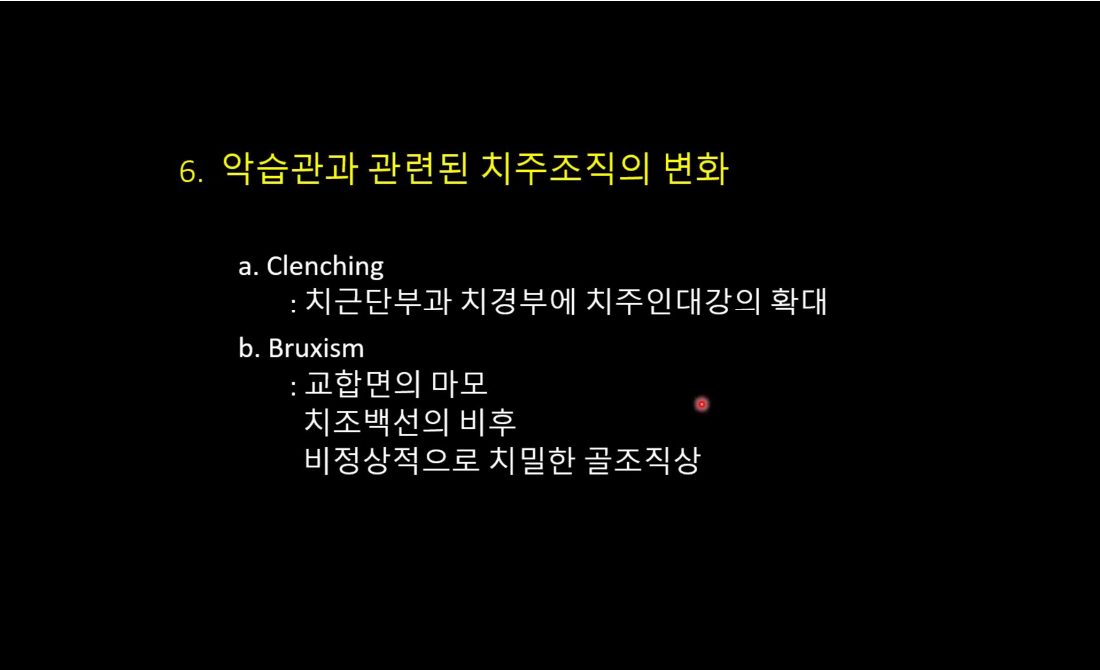 6. 악습관과 관련된 치주조직의 변화
a. Clenching
: 치근단부과 치경부에 치주인대강의 확대
b. Bruxism
: 교합면의 마모
치조백선의 비후
비정상적으로 치밀한 골조직상